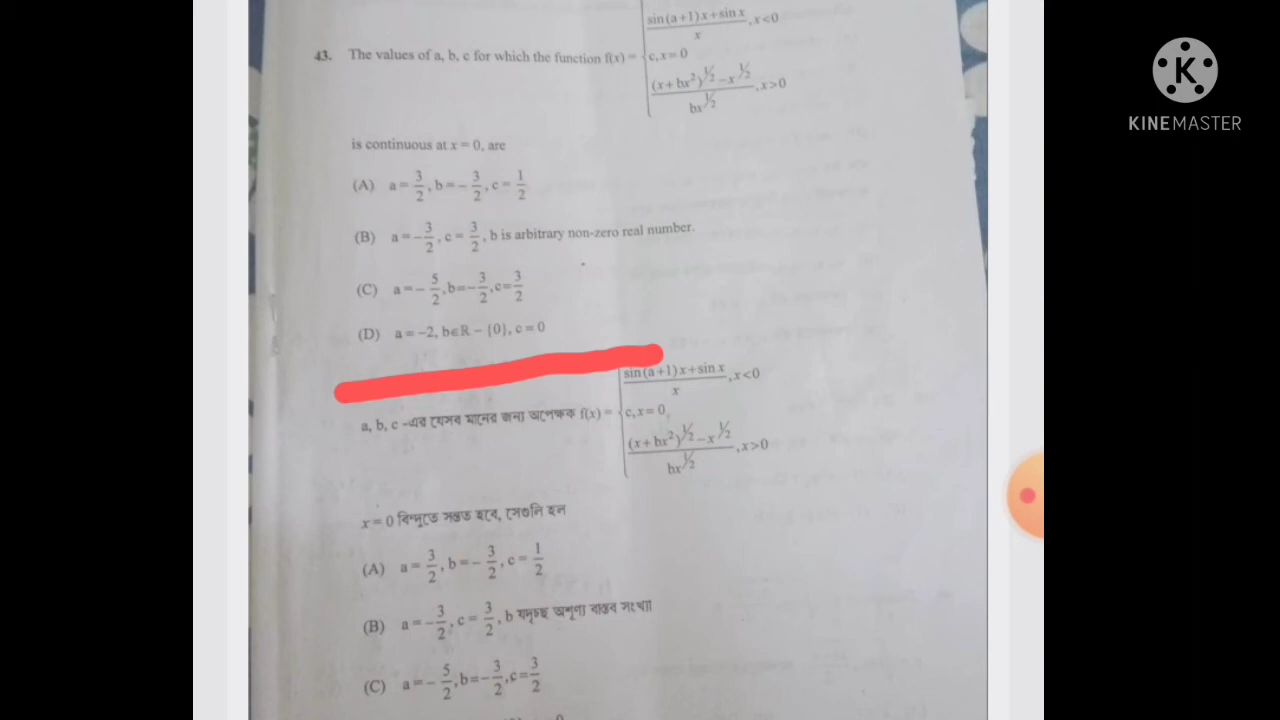 sin(a+1)x+sinx/x, x<0
43. The values of a, b, c for which the function f(x) = c, x=0
(x+bx²)^½ − x^½ / bx^½, x>0
KINEMASTER
is continuous at x = 0, are
(A) a = 3/2, b = − 3/2, c = 1/2
(B) a = − 3/2, c = 3/2, b is arbitrary non-zero real number.
(C) a = − 5/2, b = − 3/2, c = 3/2
(D) a = −2, b∈R − {0}, c = 0
sin(a+1)x+sinx/x, x<0
a, b, c -এর যেসব মানের জন্য অপেক্ষক f(x) = c, x=0,
(x+bx²)^½ − x^½ / bx^½, x>0
x = 0 বিন্দুতে সন্তত হবে, সেগুলি হল
(A) a = 3/2, b = − 3/2, c = 1/2
(B) a = − 3/2, c = 3/2, b যদৃচ্ছ অশূন্য বাস্তব সংখ্যা
(C) a = − 5/2, b = − 3/2, c = 3/2